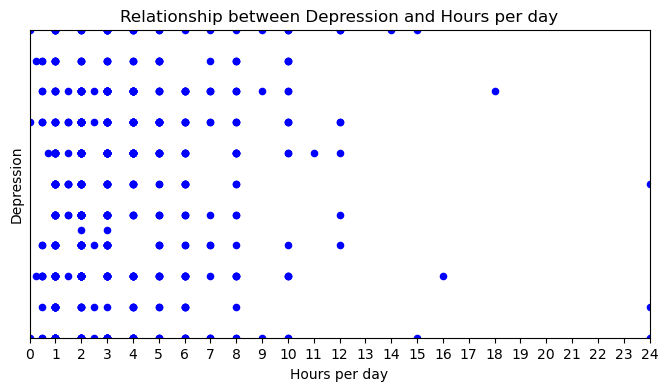 Relationship between Depression and Hours per day
Depression
0 1 2 3 4 5 6 7 8 9 10 11 12 13 14 15 16 17 18 19 20 21 22 23 24
Hours per day